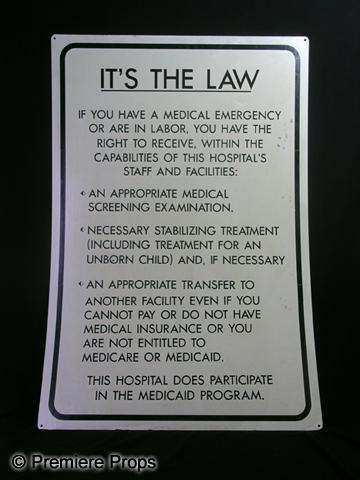 IT'S THE LAW
IF YOU HAVE A MEDICAL EMERGENCY
OR ARE IN LABOR, YOU HAVE THE
RIGHT TO RECEIVE, WITHIN THE
CAPABILITIES OF THIS HOSPITAL'S
STAFF AND FACILITIES:
AN APPROPRIATE MEDICAL
SCREENING EXAMINATION.
NECESSARY STABILIZING TREATMENT
(INCLUDING TREATMENT FOR AN
UNBORN CHILD) AND, IF NECESSARY
AN APPROPRIATE TRANSFER TO
ANOTHER FACILITY EVEN IF YOU
CANNOT PAY OR DO NOT HAVE
MEDICAL INSURANCE OR YOU
ARE NOT ENTITLED TO
MEDICARE OR MEDICAID.
THIS HOSPITAL DOES PARTICIPATE
IN THE MEDICAID PROGRAM.
© Premiere Props